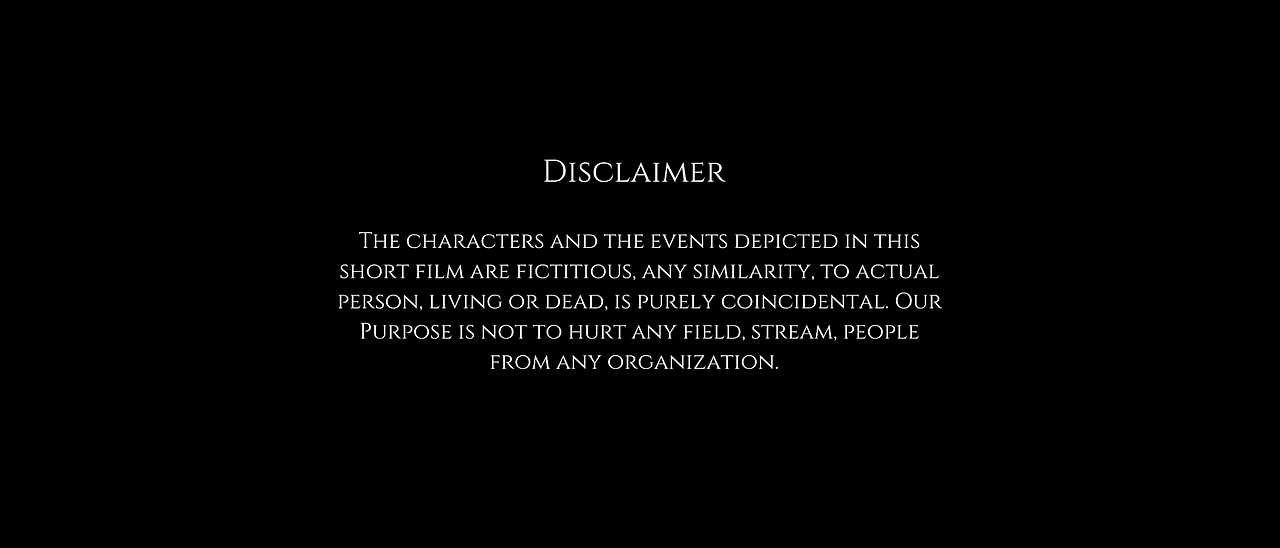 Disclaimer
The characters and the events depicted in this
short film are fictitious, any similarity, to actual
person, living or dead, is purely coincidental. Our
Purpose is not to hurt any field, stream, people
from any organization.